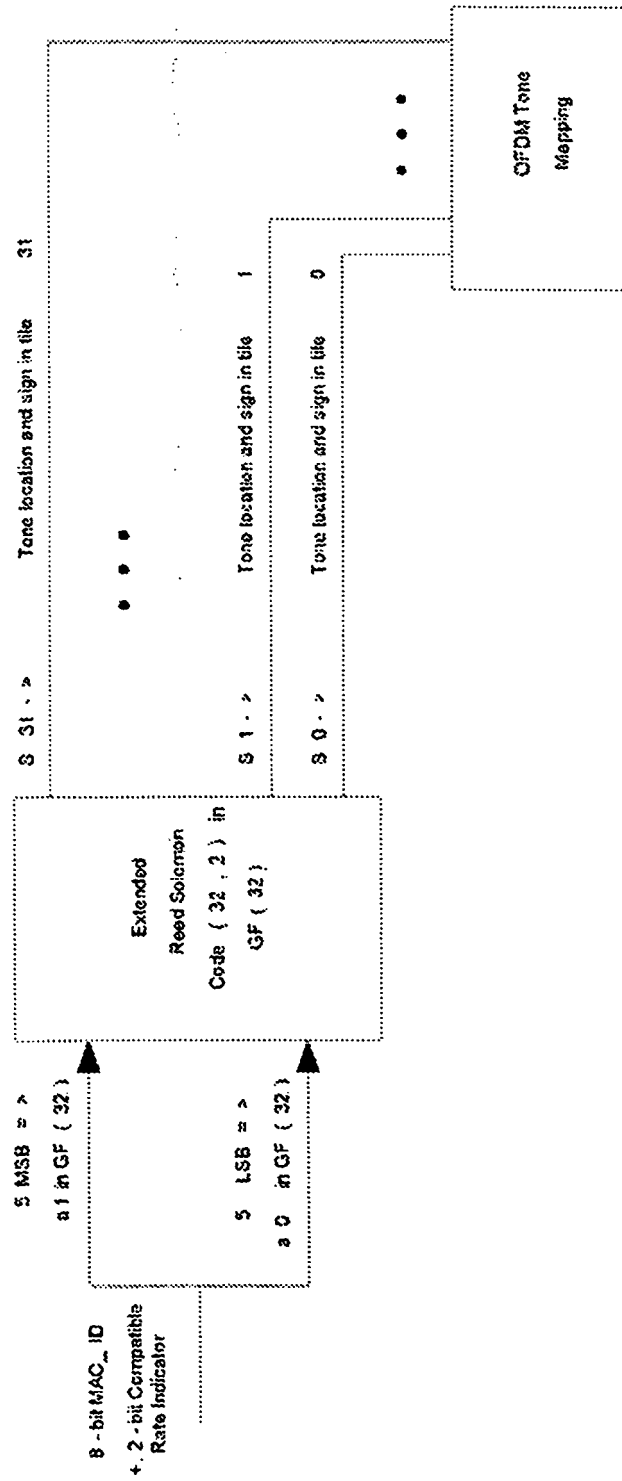 8 - bit MAC_ ID
+. 2 - bit Compatible
Rate Indicator
5 MSB = >
a 1 in GF ( 32 )
5 LSB = >
a 0 in GF ( 32 )
Extended
Reed Solomon
Code ( 32 , 2 ) in
GF ( 32 )
S 31 - > Tone location and sign in tile 31
S 1 - > Tone location and sign in tile 1
S 0 - > Tone location and sign in tile 0
OFDM Tone
Mapping